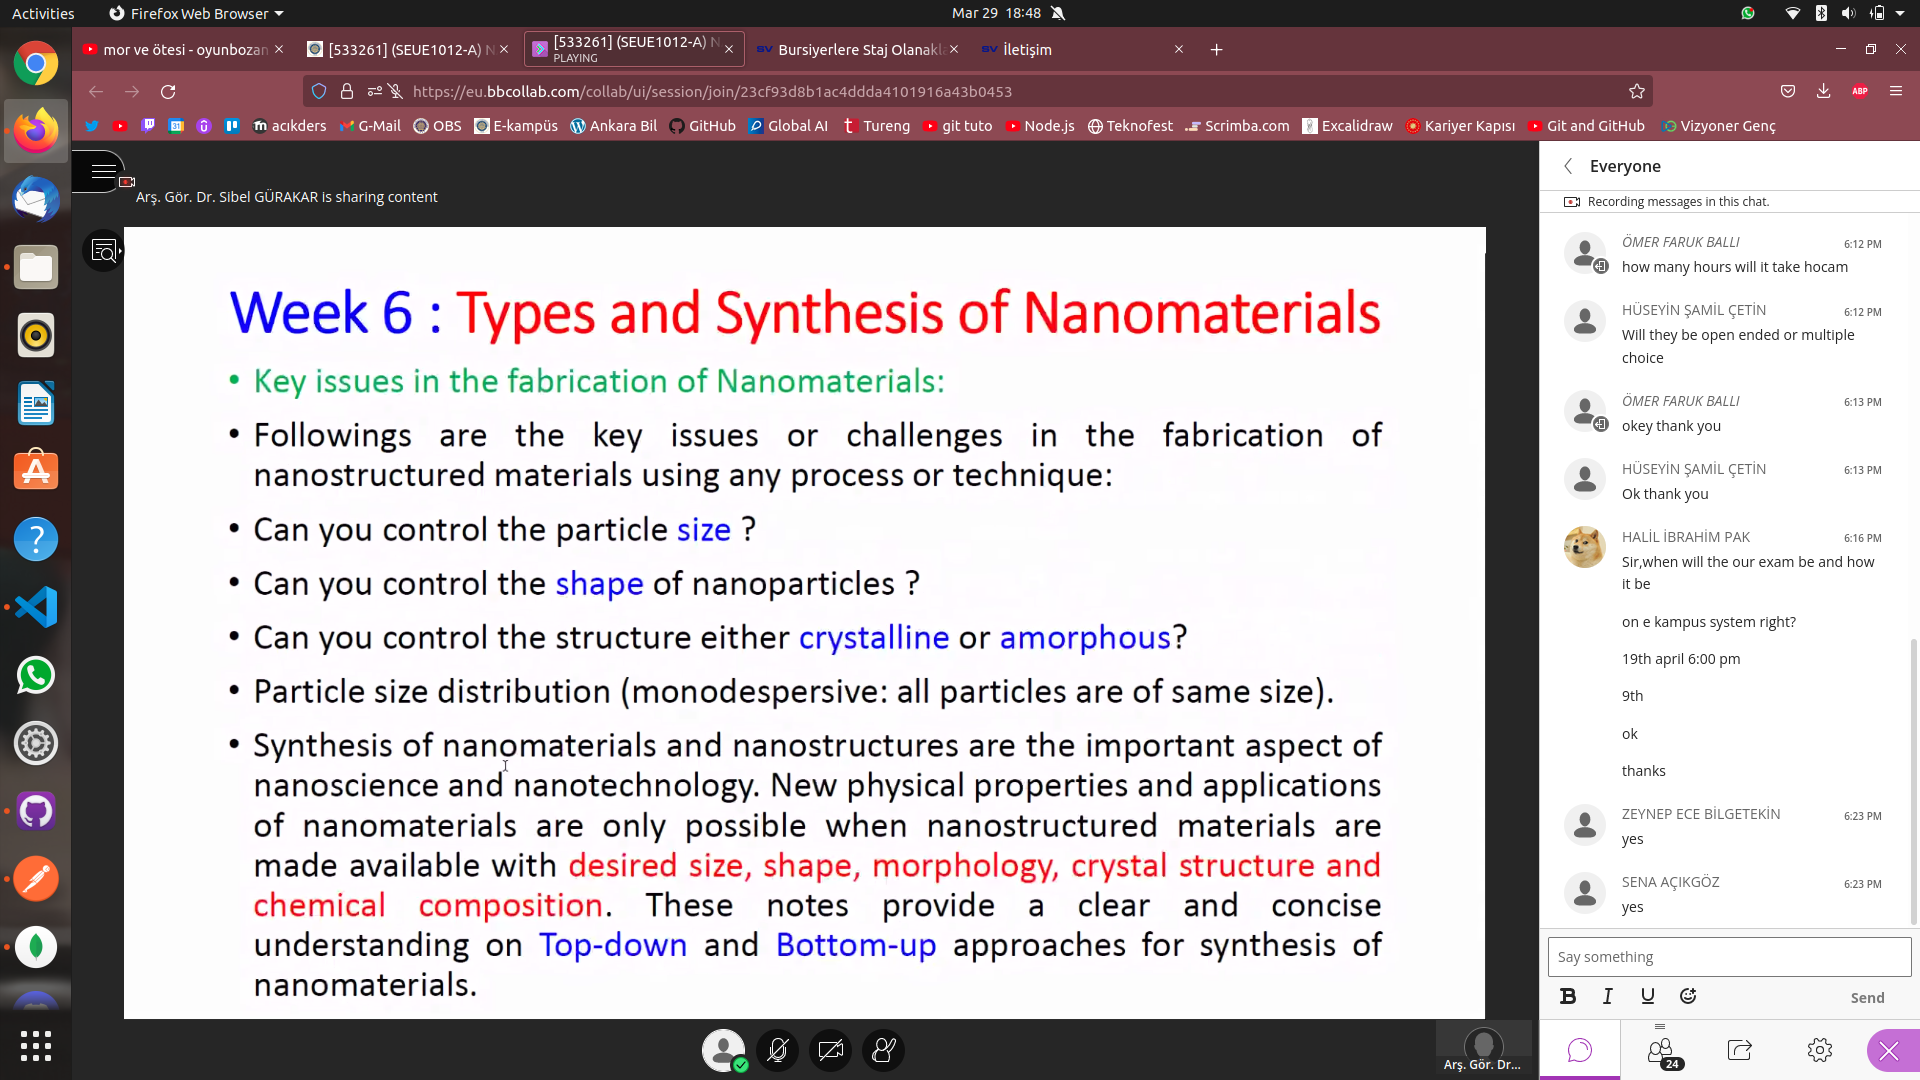 Activities
Firefox Web Browser
Mar 29 18:48
mor ve ötesi - oyunbozan
[533261] (SEUE1012-A) N
[533261] (SEUE1012-A) N
PLAYING
Bursiyerlere Staj Olanakla
İletişim
https://eu.bbcollab.com/collab/ui/session/join/23cf93d8b1ac4ddda4101916a43b0453
ABP
acıkders
G-Mail
OBS
E-kampüs
Ankara Bil
GitHub
Global AI
Tureng
git tuto
Node.js
Teknofest
Scrimba.com
Excalidraw
Kariyer Kapısı
Git and GitHub
Vizyoner Genç
Arş. Gör. Dr. Sibel GÜRAKAR is sharing content
Week 6 : Types and Synthesis of Nanomaterials
• Key issues in the fabrication of Nanomaterials:
• Followings are the key issues or challenges in the fabrication of
nanostructured materials using any process or technique:
• Can you control the particle size ?
• Can you control the shape of nanoparticles ?
• Can you control the structure either crystalline or amorphous?
• Particle size distribution (monodespersive: all particles are of same size).
• Synthesis of nanomaterials and nanostructures are the important aspect of
nanoscience and nanotechnology. New physical properties and applications
of nanomaterials are only possible when nanostructured materials are
made available with desired size, shape, morphology, crystal structure and
chemical composition. These notes provide a clear and concise
understanding on Top-down and Bottom-up approaches for synthesis of
nanomaterials.
Arş. Gör. Dr...
Everyone
Recording messages in this chat.
ÖMER FARUK BALLI 6:12 PM
how many hours will it take hocam
HÜSEYİN ŞAMİL ÇETİN 6:12 PM
Will they be open ended or multiple
choice
ÖMER FARUK BALLI 6:13 PM
okey thank you
HÜSEYİN ŞAMİL ÇETİN 6:13 PM
Ok thank you
HALİL İBRAHİM PAK 6:16 PM
Sir,when will the our exam be and how
it be
on e kampus system right?
19th april 6:00 pm
9th
ok
thanks
ZEYNEP ECE BİLGETEKİN 6:23 PM
yes
SENA AÇIKGÖZ 6:23 PM
yes
Say something
B I U
Send
24